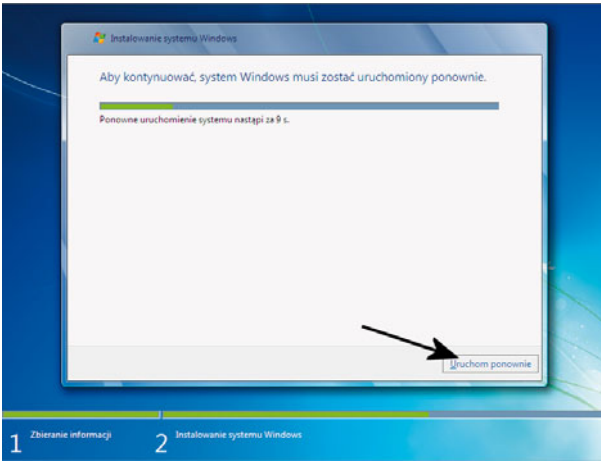 Instalowanie systemu Windows
Aby kontynuować, system Windows musi zostać uruchomiony ponownie.
Ponowne uruchomienie systemu nastąpi za 9 s.
Uruchom ponownie
1 Zbieranie informacji
2 Instalowanie systemu Windows